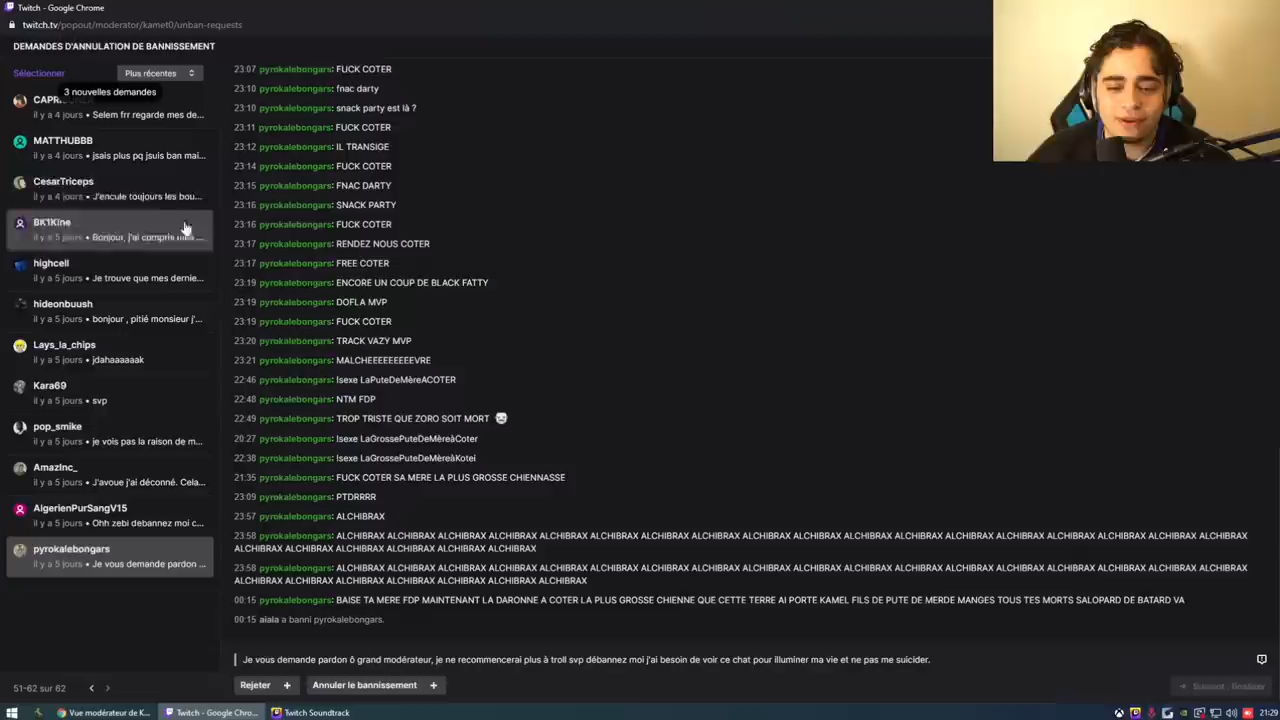 Twitch - Google Chrome
twitch.tv/popout/moderator/kamet0/unban-requests
DEMANDES D'ANNULATION DE BANNISSEMENT
Sélectionner
Plus récentes
3 nouvelles demandes
il y a 4 jours • Selem frr regarde mes de...
MATTHUBBB
il y a 4 jours • jsais plus pq jsuis ban mai...
CesarTriceps
il y a 4 jours • J'encule toujours les bou...
BK1Kine
il y a 5 jours • Bonjour, j'ai compris mes ...
highcell
il y a 5 jours • Je trouve que mes dernie...
hideonbuush
il y a 5 jours • bonjour , pitié monsieur j'...
Lays_la_chips
il y a 5 jours • jdahaaaaak
Kara69
il y a 5 jours • svp
pop_smike
il y a 5 jours • je vois pas la raison de m...
AmazInc_
il y a 5 jours • J'avoue j'ai déconné. Cela...
AlgerienPurSangV15
il y a 5 jours • Ohh zebi debannez moi c...
pyrokalebongars
il y a 5 jours • Je vous demande pardon ...
51-62 sur 62
23:07 pyrokalebongars: FUCK COTER
23:10 pyrokalebongars: fnac darty
23:10 pyrokalebongars: snack party est là ?
23:11 pyrokalebongars: FUCK COTER
23:12 pyrokalebongars: IL TRANSIGE
23:14 pyrokalebongars: FUCK COTER
23:15 pyrokalebongars: FNAC DARTY
23:16 pyrokalebongars: SNACK PARTY
23:16 pyrokalebongars: FUCK COTER
23:17 pyrokalebongars: RENDEZ NOUS COTER
23:17 pyrokalebongars: FREE COTER
23:19 pyrokalebongars: ENCORE UN COUP DE BLACK FATTY
23:19 pyrokalebongars: DOFLA MVP
23:19 pyrokalebongars: FUCK COTER
23:20 pyrokalebongars: TRACK VAZY MVP
23:21 pyrokalebongars: MALCHEEEEEEEEEVRE
22:46 pyrokalebongars: !sexe LaPuteDeMèreACOTER
22:48 pyrokalebongars: NTM FDP
22:49 pyrokalebongars: TROP TRISTE QUE ZORO SOIT MORT
20:27 pyrokalebongars: !sexe LaGrossePuteDeMèreàCoter
22:38 pyrokalebongars: !sexe LaGrossePuteDeMèreàKotei
21:35 pyrokalebongars: FUCK COTER SA MERE LA PLUS GROSSE CHIENNASSE
23:09 pyrokalebongars: PTDRRRR
23:57 pyrokalebongars: ALCHIBRAX
23:58 pyrokalebongars: ALCHIBRAX ALCHIBRAX ALCHIBRAX ALCHIBRAX ALCHIBRAX ALCHIBRAX ALCHIBRAX ALCHIBRAX ALCHIBRAX ALCHIBRAX ALCHIBRAX ALCHIBRAX ALCHIBRAX ALCHIBRAX ALCHIBRAX ALCHIBRAX ALCHIBRAX ALCHIBRAX
ALCHIBRAX ALCHIBRAX ALCHIBRAX ALCHIBRAX ALCHIBRAX ALCHIBRAX
23:58 pyrokalebongars: ALCHIBRAX ALCHIBRAX ALCHIBRAX ALCHIBRAX ALCHIBRAX ALCHIBRAX ALCHIBRAX ALCHIBRAX ALCHIBRAX ALCHIBRAX ALCHIBRAX ALCHIBRAX ALCHIBRAX ALCHIBRAX ALCHIBRAX ALCHIBRAX ALCHIBRAX ALCHIBRAX
ALCHIBRAX ALCHIBRAX ALCHIBRAX ALCHIBRAX ALCHIBRAX ALCHIBRAX ALCHIBRAX
00:15 pyrokalebongars: BAISE TA MERE FDP MAINTENANT LA DARONNE A COTER LA PLUS GROSSE CHIENNE QUE CETTE TERRE AI PORTE KAMEL FILS DE PUTE DE MERDE MANGES TOUS TES MORTS SALOPARD DE BATARD VA
00:15 aiaia a banni pyrokalebongars.
Je vous demande pardon ô grand modérateur, je ne recommencerai plus à troll svp débannez moi j'ai besoin de voir ce chat pour illuminer ma vie et ne pas me suicider.
Rejeter
Annuler le bannissement
Suivant
finaliser
Vue modérateur de K...
Twitch - Google Chro...
Twitch Soundtrack
21:29